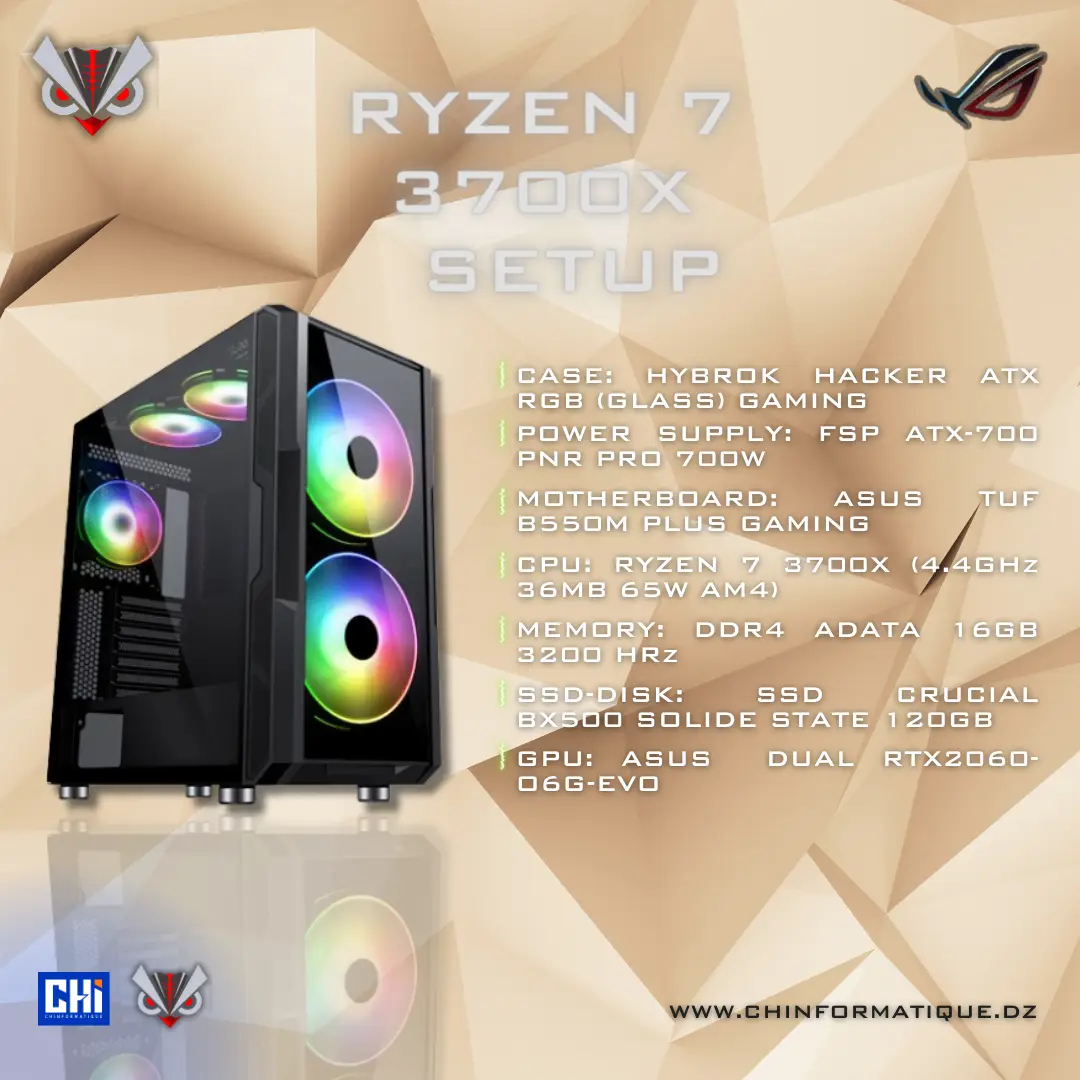 RYZEN 7
3700X
SETUP
CASE: HYBROK HACKER ATX
RGB (GLASS) GAMING
POWER SUPPLY: FSP ATX-700
PNR PRO 700W
MOTHERBOARD: ASUS TUF
B550M PLUS GAMING
CPU: RYZEN 7 3700X (4.4GHz
36MB 65W AM4)
MEMORY: DDR4 ADATA 16GB
3200 HRz
SSD-DISK: SSD CRUCIAL
BX500 SOLIDE STATE 120GB
GPU: ASUS DUAL RTX2060-
06G-EVO
CHi
CHINFORMATIQUE
WWW.CHINFORMATIQUE.DZ